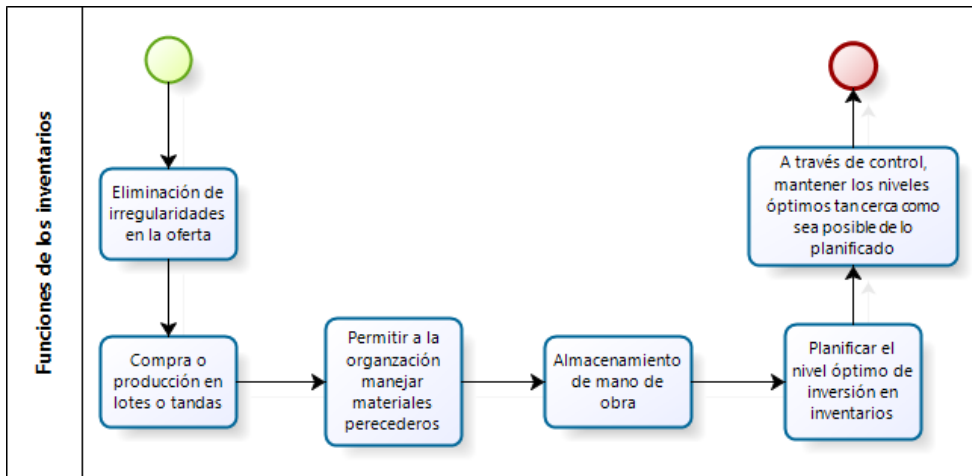 Funciones de los inventarios
Eliminación de
irregularidades
en la oferta
Compra o
producción en
lotes o tandas
Permitir a la
organzación
manejar
materiales
perecederos
Almacenamiento
de mano de
obra
Planificar el
nivel óptimo de
inversión en
inventarios
A través de control,
mantener los niveles
óptimos tan cerca como
sea posible de lo
planificado